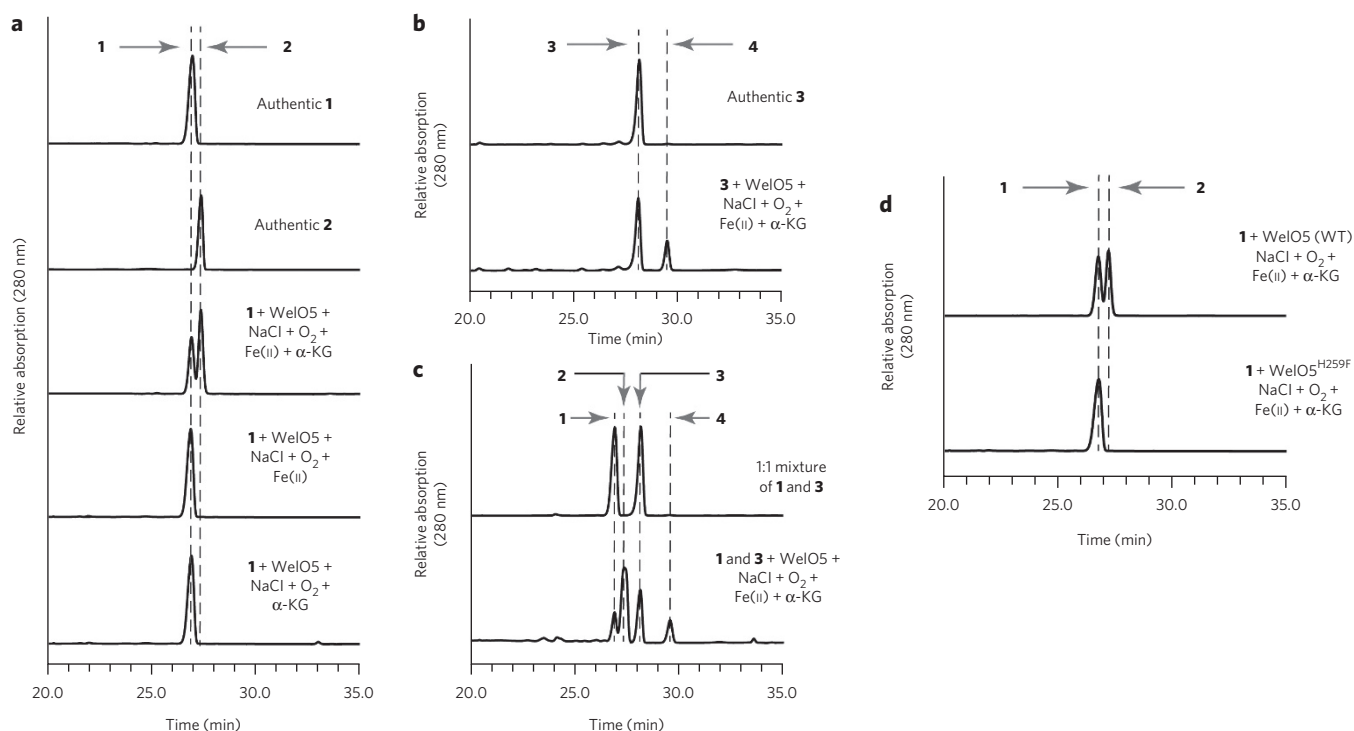 a
1
2
Authentic 1
Authentic 2
1 + WelO5 +
NaCl + O2 +
Fe(II) + α-KG
1 + WelO5 +
NaCl + O2 +
Fe(II)
1 + WelO5 +
NaCl + O2 +
α-KG
Relative absorption (280 nm)
20.0 25.0 30.0 35.0
Time (min)
b
3
4
Authentic 3
3 + WelO5 +
NaCl + O2 +
Fe(II) + α-KG
Relative absorption
(280 nm)
20.0 25.0 30.0 35.0
Time (min)
c
2
3
1
4
1:1 mixture
of 1 and 3
1 and 3 + WelO5 +
NaCl + O2 +
Fe(II) + α-KG
Relative absorption
(280 nm)
20.0 25.0 30.0 35.0
Time (min)
d
1
2
1 + WelO5 (WT)
NaCl + O2 +
Fe(II) + α-KG
1 + WelO5H259F
NaCl + O2 +
Fe(II) + α-KG
Relative absorption
(280 nm)
20.0 25.0 30.0 35.0
Time (min)